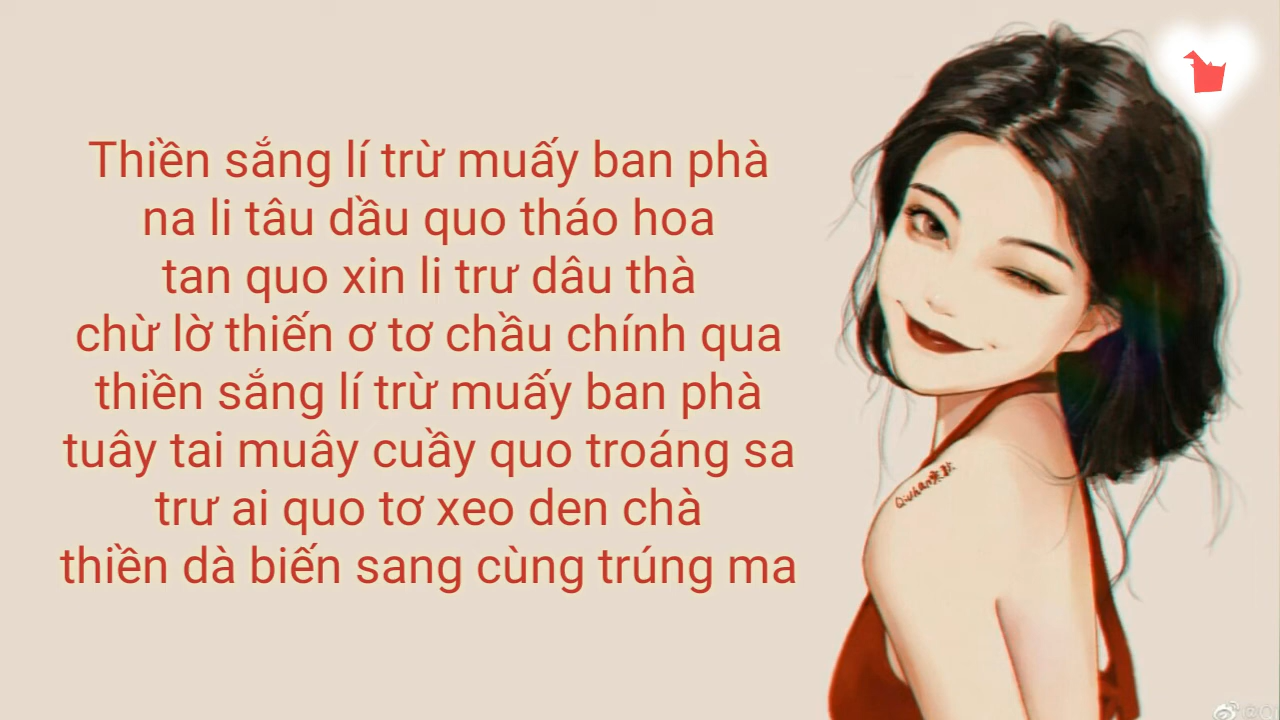 Thiền sắng lí trừ muấy ban phà
na li tâu dầu quo tháo hoa
tan quo xin li trư dâu thà
chừ lờ thiến ơ tơ chầu chính qua
thiền sắng lí trừ muấy ban phà
tuây tai muây cuầy quo troáng sa
trư ai quo tơ xeo den chà
thiền dà biến sang cùng trúng ma